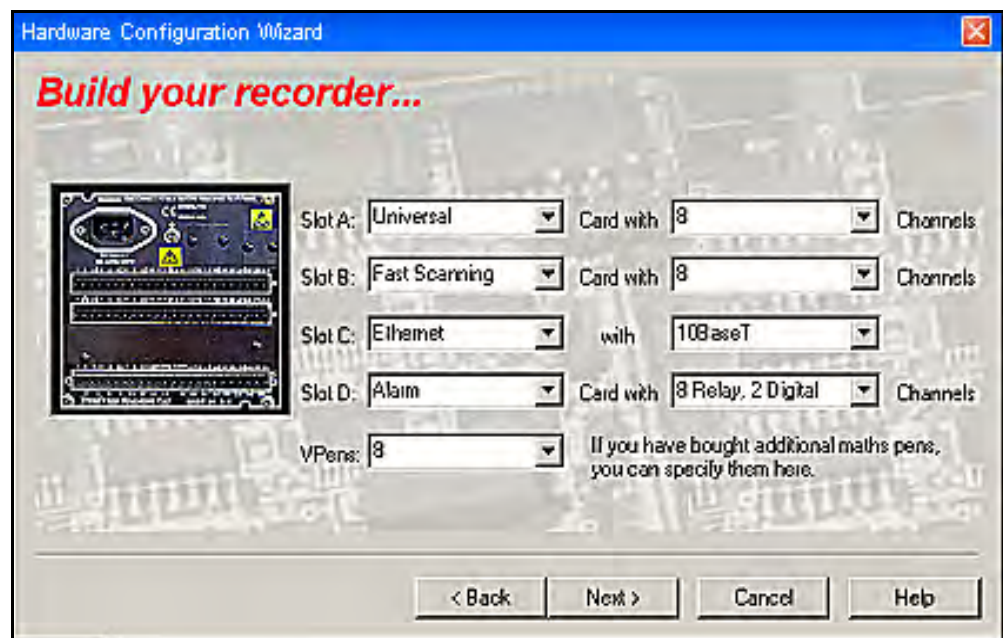 Hardware Configuration Wizard
Build your recorder...
Slot A: Universal Card with 8 Channels
Slot B: Fast Scanning Card with 8 Channels
Slot C: Ethernet with 10BaseT
Slot D: Alarm Card with 8 Relay, 2 Digital Channels
VPens: 8 If you have bought additional maths pens,
you can specify them here.
< Back Next > Cancel Help